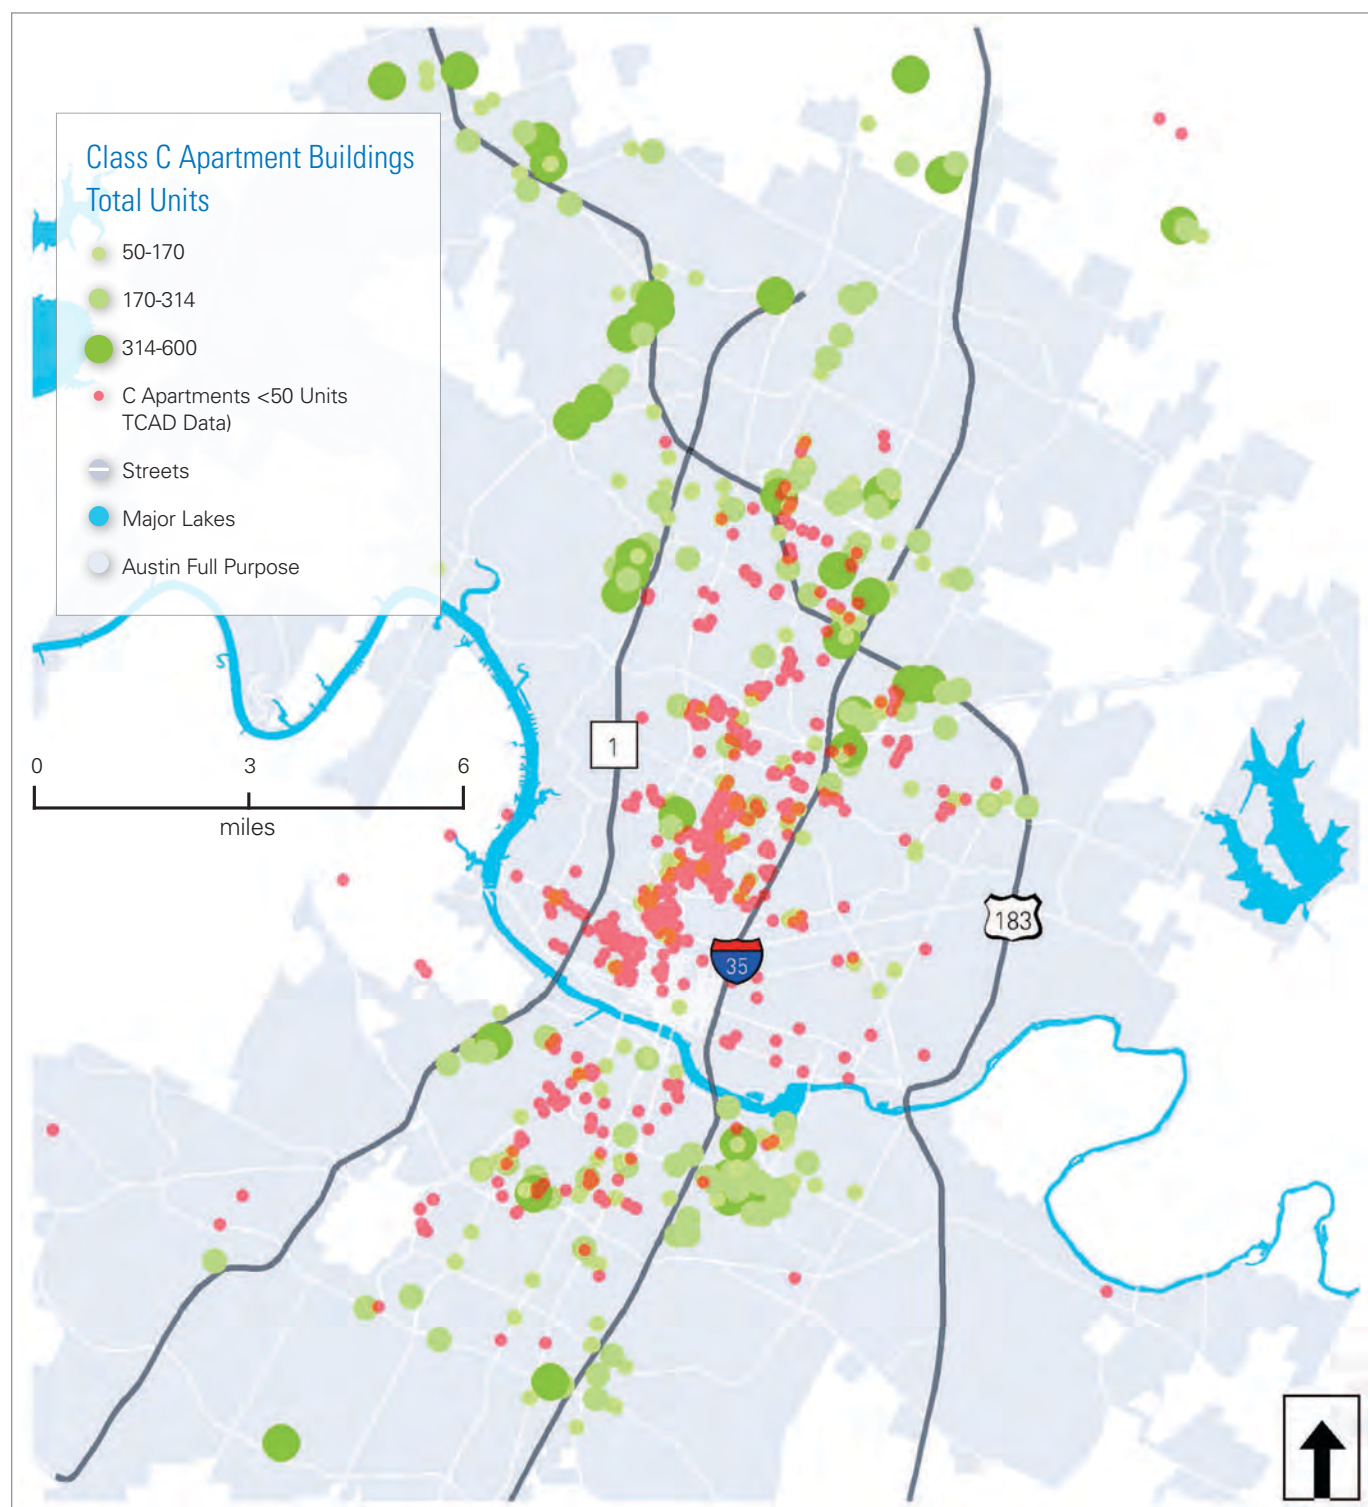 Class C Apartment Buildings
Total Units
50-170
170-314
314-600
C Apartments <50 Units
TCAD Data)
Streets
Major Lakes
Austin Full Purpose
0 3 6
miles
1
183
35